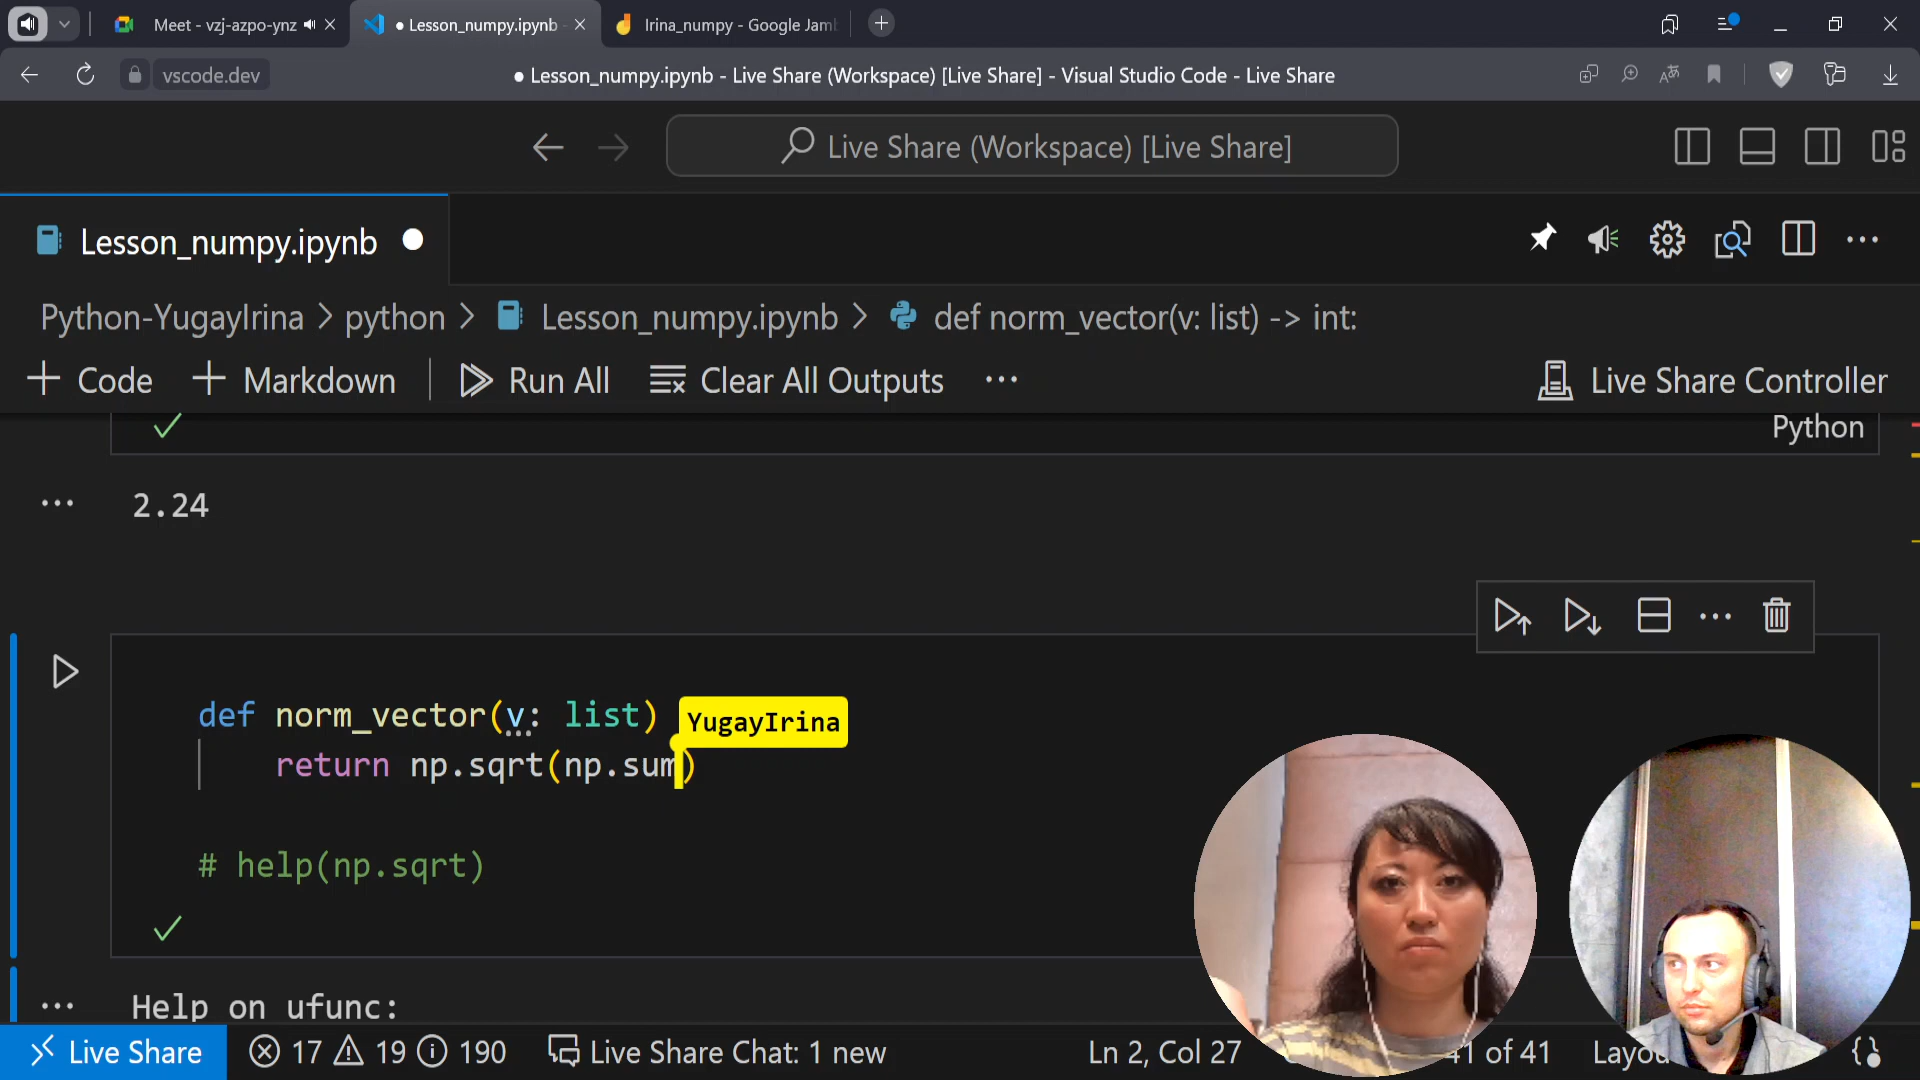 Meet - vzj-azpo-ynz
● Lesson_numpy.ipynb -
Irina_numpy - Google Jam
vscode.dev
● Lesson_numpy.ipynb - Live Share (Workspace) [Live Share] - Visual Studio Code - Live Share
Live Share (Workspace) [Live Share]
Lesson_numpy.ipynb ●
Python-YugayIrina > python > Lesson_numpy.ipynb > def norm_vector(v: list) -> int:
+ Code + Markdown Run All Clear All Outputs ··· Live Share Controller
Python
... 2.24
def norm_vector(v: list)
YugayIrina
return np.sqrt(np.sum)
# help(np.sqrt)
... Help on ufunc:
Live Share 17 19 190 Live Share Chat: 1 new Ln 2, Col 27 41 of 41 Layou